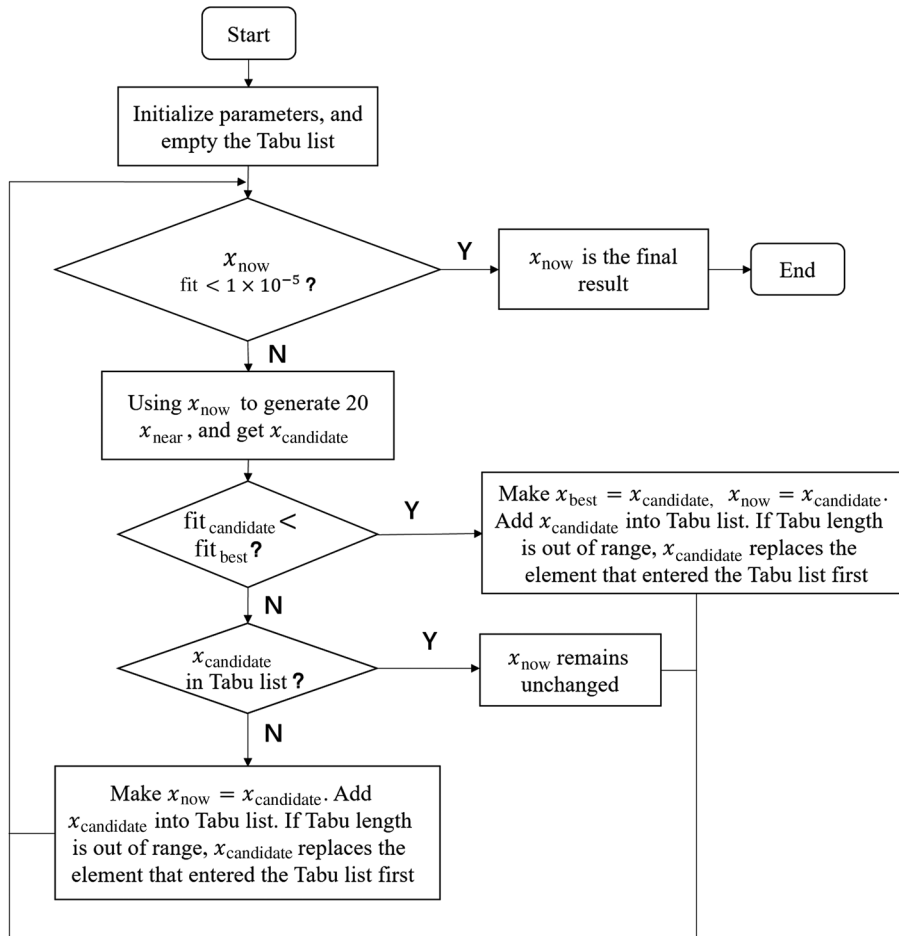 Start
Initialize parameters, and
empty the Tabu list
x_now
fit < 1 × 10^−5 ?
Y
x_now is the final
result
End
N
Using x_now to generate 20
x_near, and get x_candidate
fit_candidate <
fit_best ?
Y
Make x_best = x_candidate, x_now = x_candidate.
Add x_candidate into Tabu list. If Tabu length
is out of range, x_candidate replaces the
element that entered the Tabu list first
N
x_candidate
in Tabu list ?
Y
x_now remains
unchanged
N
Make x_now = x_candidate. Add
x_candidate into Tabu list. If Tabu length
is out of range, x_candidate replaces the
element that entered the Tabu list first